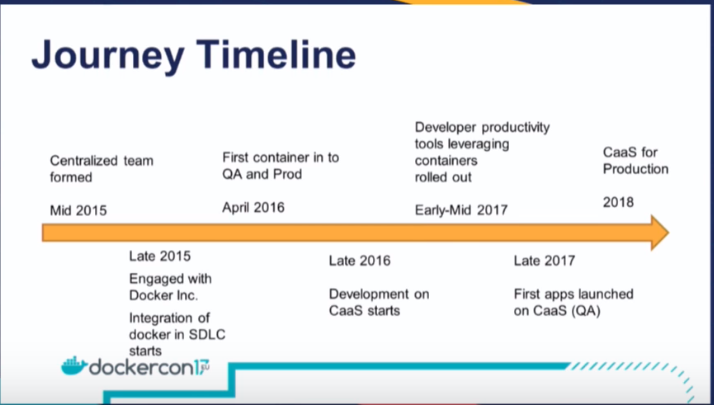 Journey Timeline
Centralized team
formed
Mid 2015
First container in to
QA and Prod
April 2016
Developer productivity
tools leveraging
containers
rolled out
Early-Mid 2017
CaaS for
Production
2018
Late 2015
Engaged with
Docker Inc.
Integration of
docker in SDLC
starts
Late 2016
Development on
CaaS starts
Late 2017
First apps launched
on CaaS (QA)
dockercon17